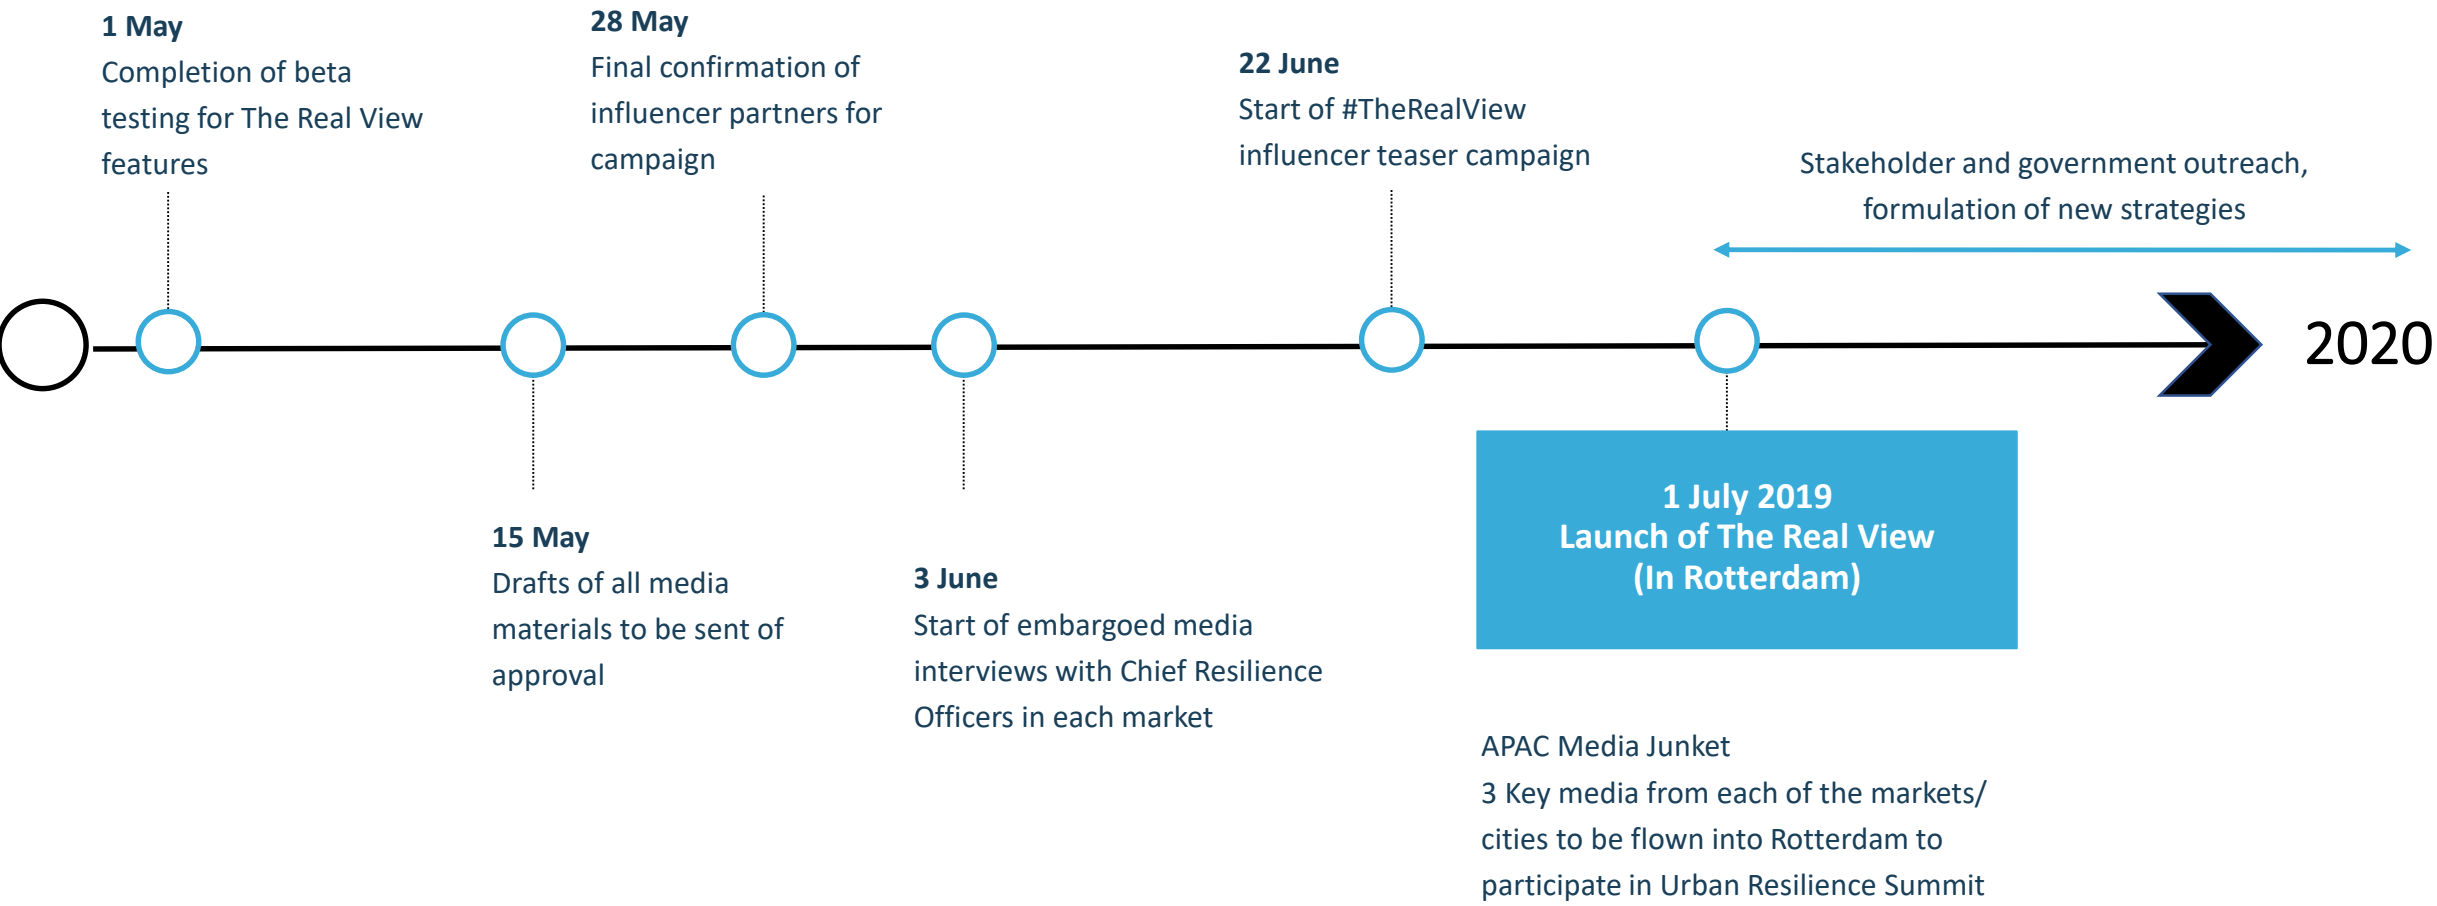 1 May
Completion of beta
testing for The Real View
features
28 May
Final confirmation of
influencer partners for
campaign
22 June
Start of #TheRealView
influencer teaser campaign
Stakeholder and government outreach,
formulation of new strategies
2020
15 May
Drafts of all media
materials to be sent of
approval
3 June
Start of embargoed media
interviews with Chief Resilience
Officers in each market
1 July 2019
Launch of The Real View
(In Rotterdam)
APAC Media Junket
3 Key media from each of the markets/
cities to be flown into Rotterdam to
participate in Urban Resilience Summit